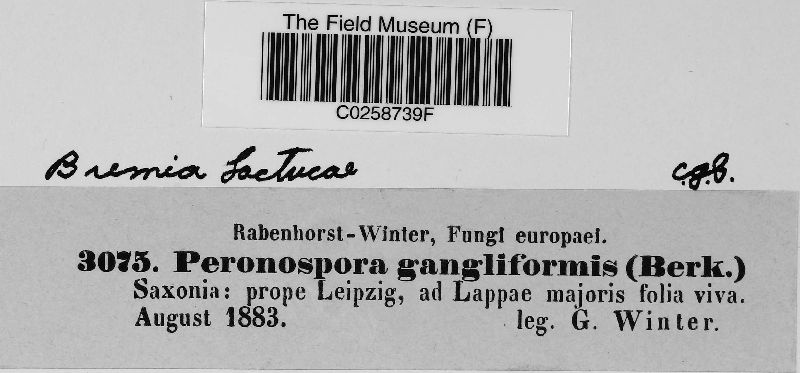 The Field Museum (F)
C0258739F
Bremia Lactucae c.g.S.
Rabenhorst-Winter, Fungi europaei.
3075. Peronospora gangliformis (Berk.)
Saxonia: prope Leipzig, ad Lappae majoris folia viva.
August 1883. leg. G. Winter.